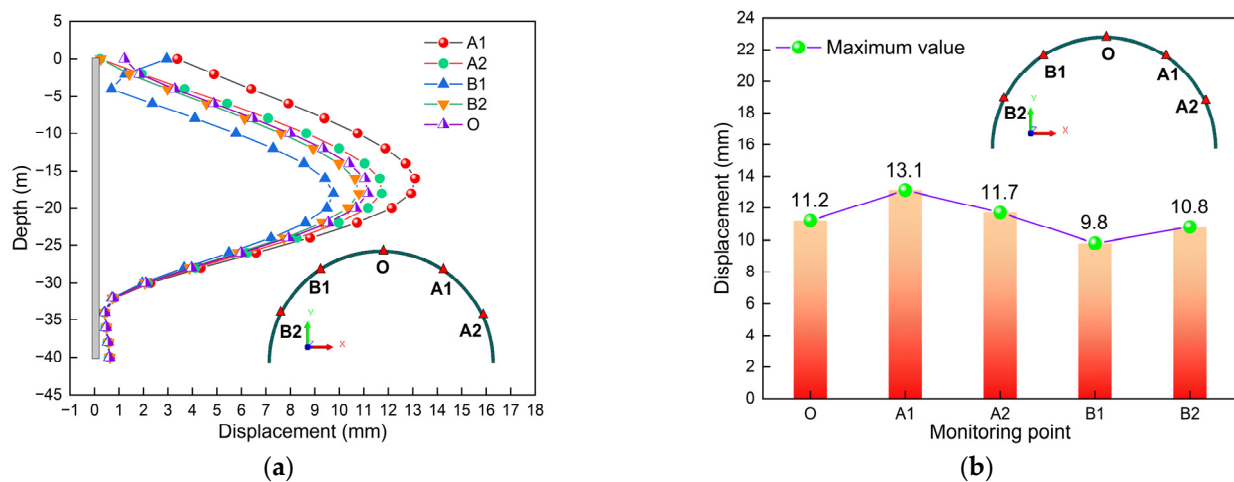 A1
A2
B1
B2
O
0
−5
−10
−15
−20
−25
−30
−35
−40
−45
Depth (m)
−1 0 1 2 3 4 5 6 7 8 9 10 11 12 13 14 15 16 17 18
Displacement (mm)
O
B1
A1
B2
A2
Y
Z
X
(a)
24
22
20
18
16
14
12
10
8
6
4
2
0
Displacement (mm)
Maximum value
O
B1
A1
B2
A2
Y
Z
X
11.2
13.1
11.7
9.8
10.8
O A1 A2 B1 B2
Monitoring point
(b)